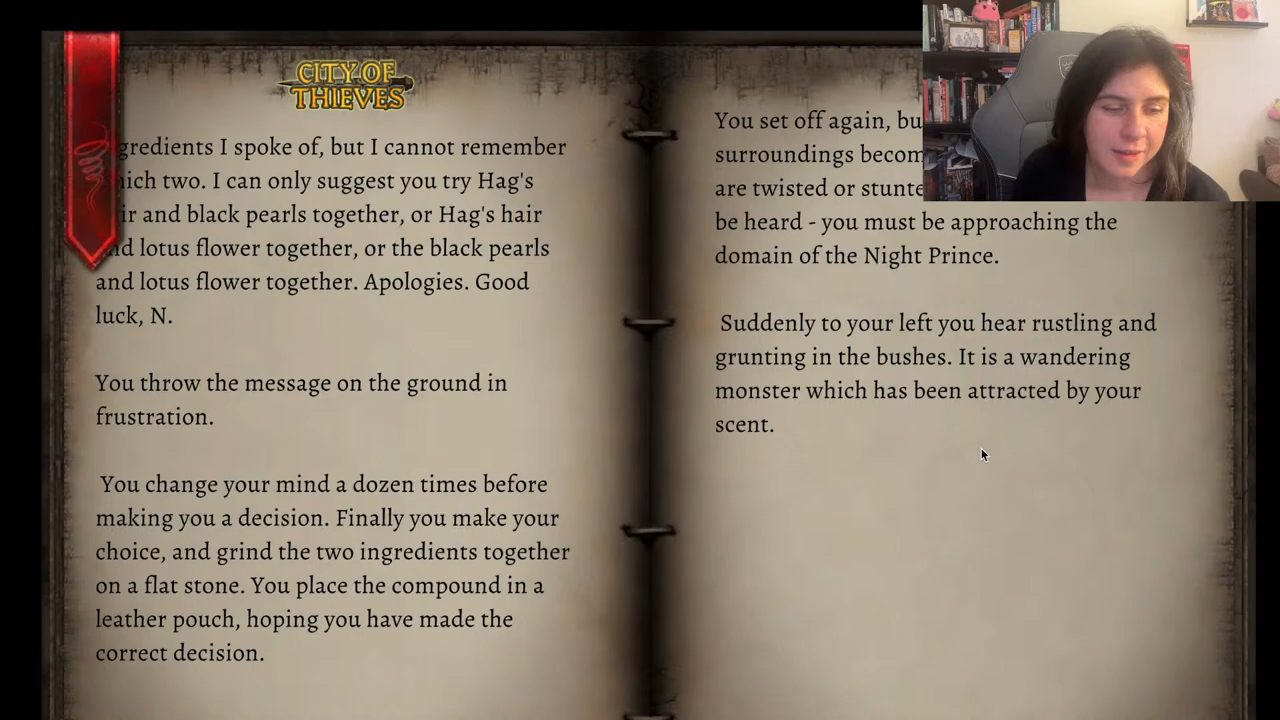 CITY OF
THIEVES
gredients I spoke of, but I cannot remember
ich two. I can only suggest you try Hag's
ir and black pearls together, or Hag's hair
nd lotus flower together, or the black pearls
and lotus flower together. Apologies. Good
luck, N.
You throw the message on the ground in
frustration.
You change your mind a dozen times before
making you a decision. Finally you make your
choice, and grind the two ingredients together
on a flat stone. You place the compound in a
leather pouch, hoping you have made the
correct decision.
You set off again, bu
surroundings becom
are twisted or stunte
be heard - you must be approaching the
domain of the Night Prince.
Suddenly to your left you hear rustling and
grunting in the bushes. It is a wandering
monster which has been attracted by your
scent.